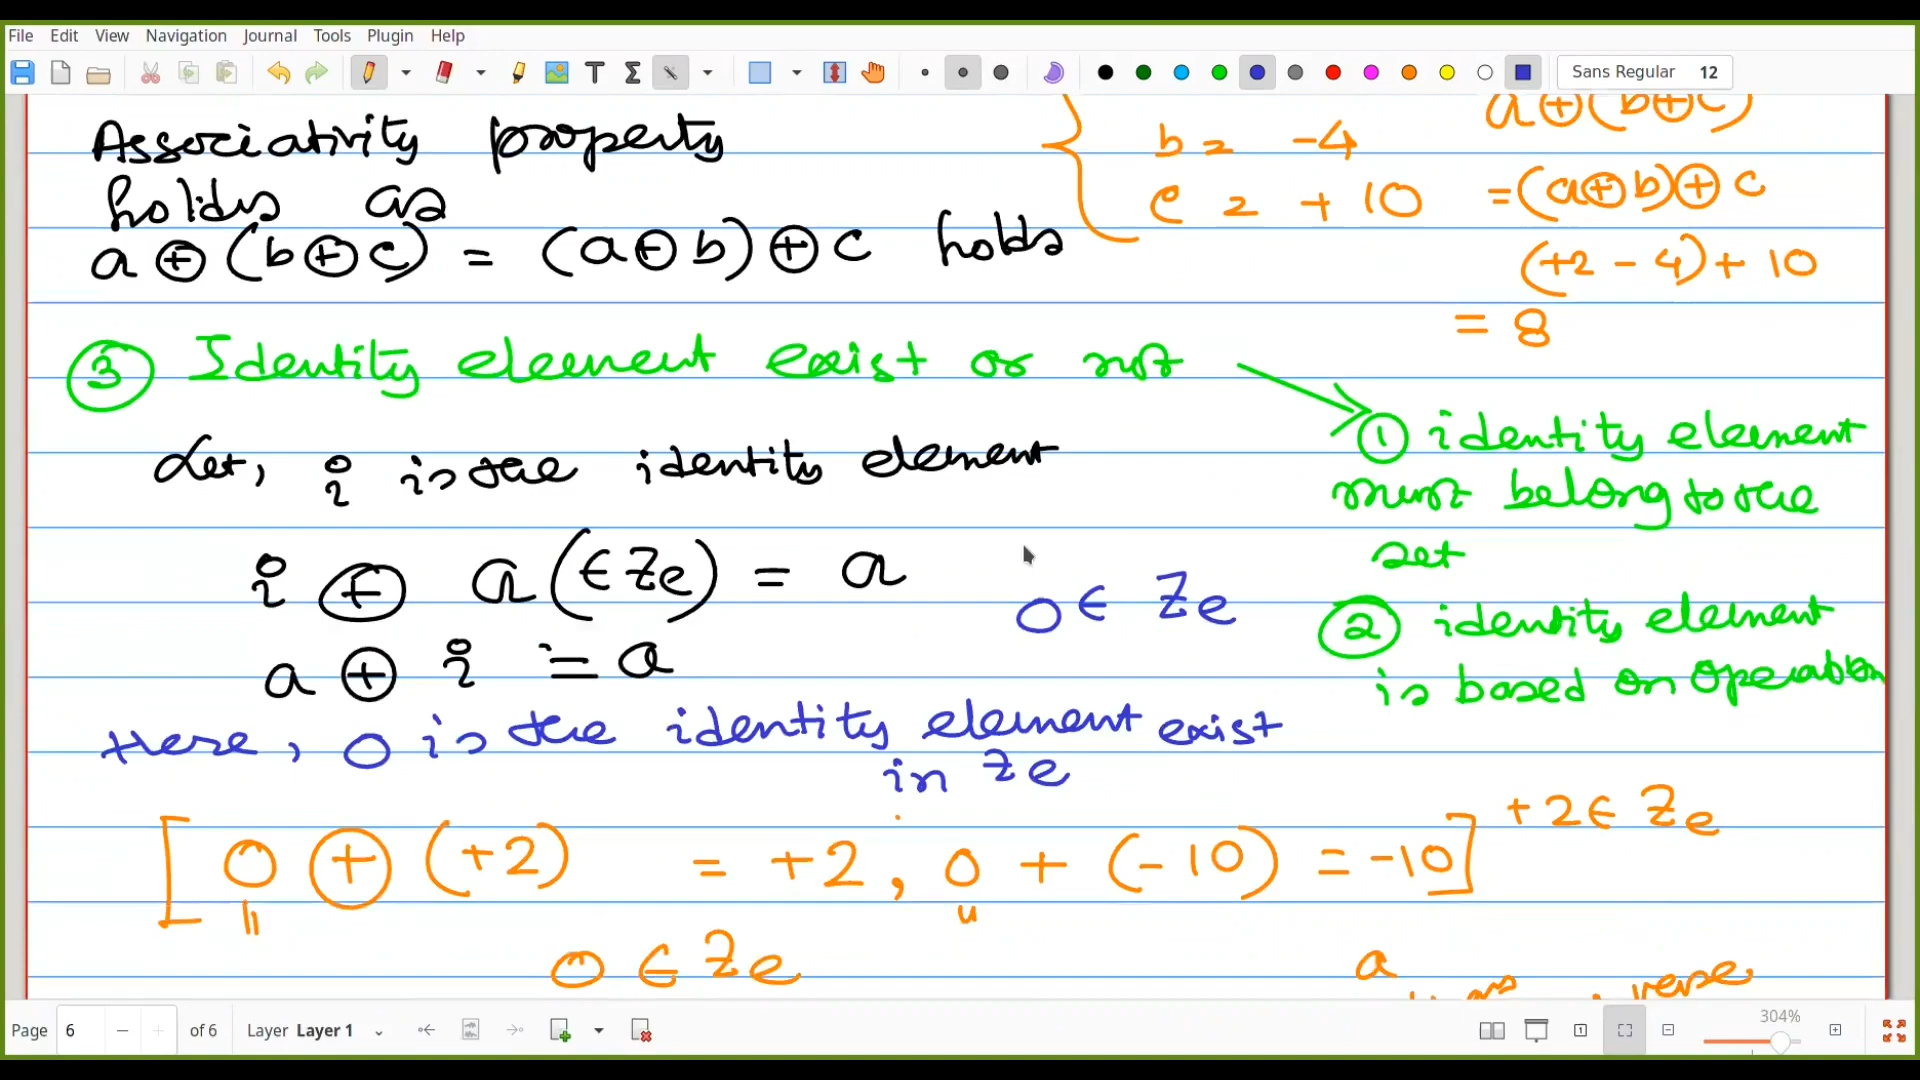 File Edit View Navigation Journal Tools Plugin Help
Sans Regular 12
Associativity property
holds as
a ⊕ (b ⊕ c) = (a ⊕ b) ⊕ c holds
b = -4
c = +10
a ⊕ (b ⊕ c)
= (a ⊕ b) ⊕ c
(+2 - 4) + 10
= 8
③ Identity element exist or not
① identity element
must belong to the
set
② identity element
is based on operation
Let, i is the identity element
i ⊕ a (∈ Ze) = a
0 ∈ Ze
a ⊕ i = a
Here, 0 is the identity element exist
in Ze
[0 ⊕ (+2) = +2, 0 + (-10) = -10] +2 ∈ Ze
0 ∈ Ze
a
Page 6 of 6 Layer Layer 1 304%